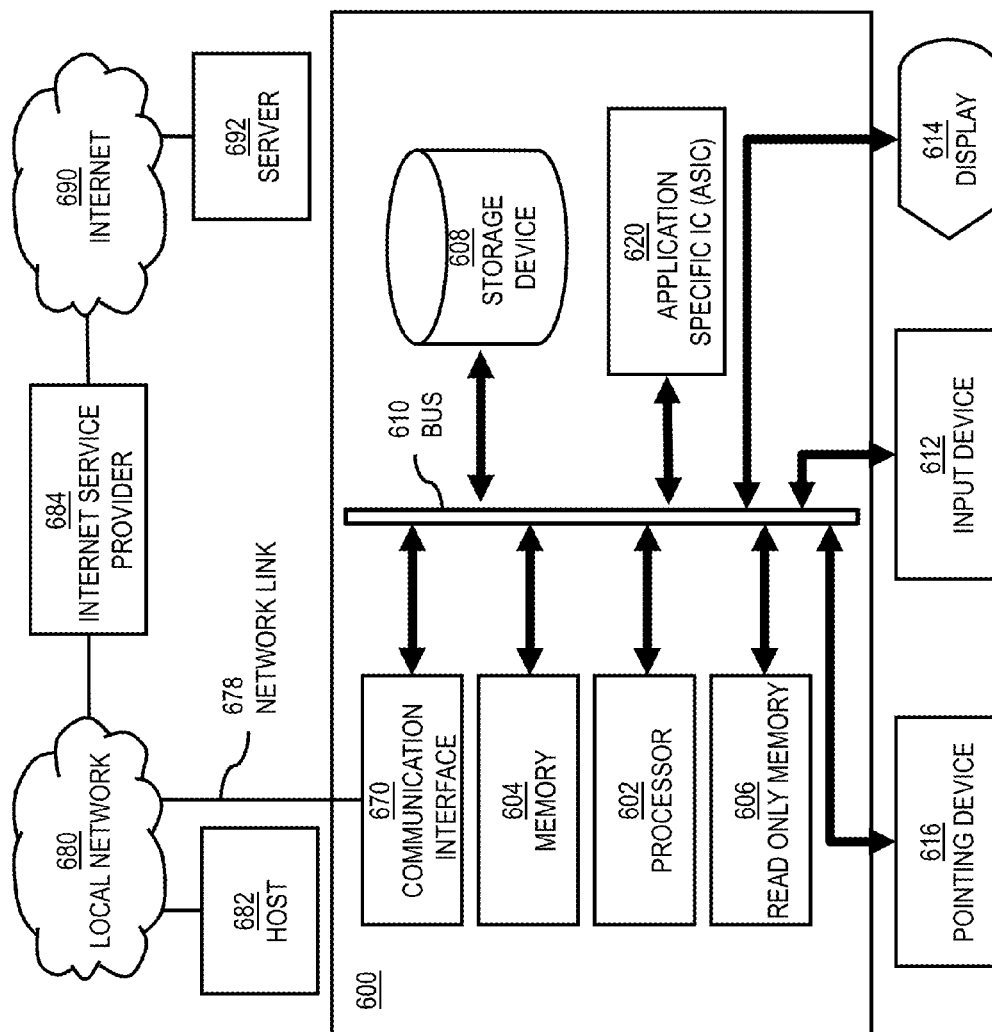 690
INTERNET
692
SERVER
684
INTERNET SERVICE
PROVIDER
680
LOCAL NETWORK
682
HOST
678
NETWORK LINK
600
670
COMMUNICATION
INTERFACE
604
MEMORY
602
PROCESSOR
606
READ ONLY MEMORY
610
BUS
608
STORAGE
DEVICE
620
APPLICATION
SPECIFIC IC (ASIC)
616
POINTING DEVICE
612
INPUT DEVICE
614
DISPLAY